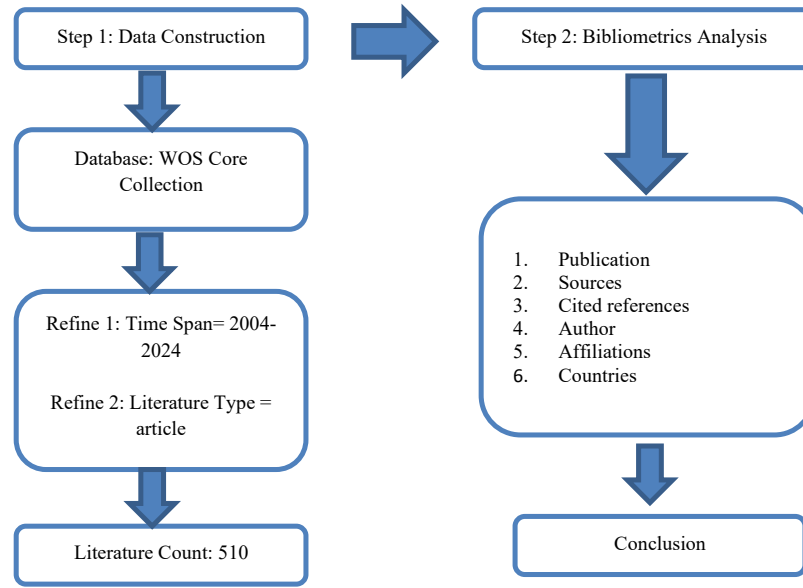 Step 1: Data Construction
Database: WOS Core
Collection
Refine 1: Time Span= 2004-
2024
Refine 2: Literature Type =
article
Literature Count: 510
Step 2: Bibliometrics Analysis
1. Publication
2. Sources
3. Cited references
4. Author
5. Affiliations
6. Countries
Conclusion